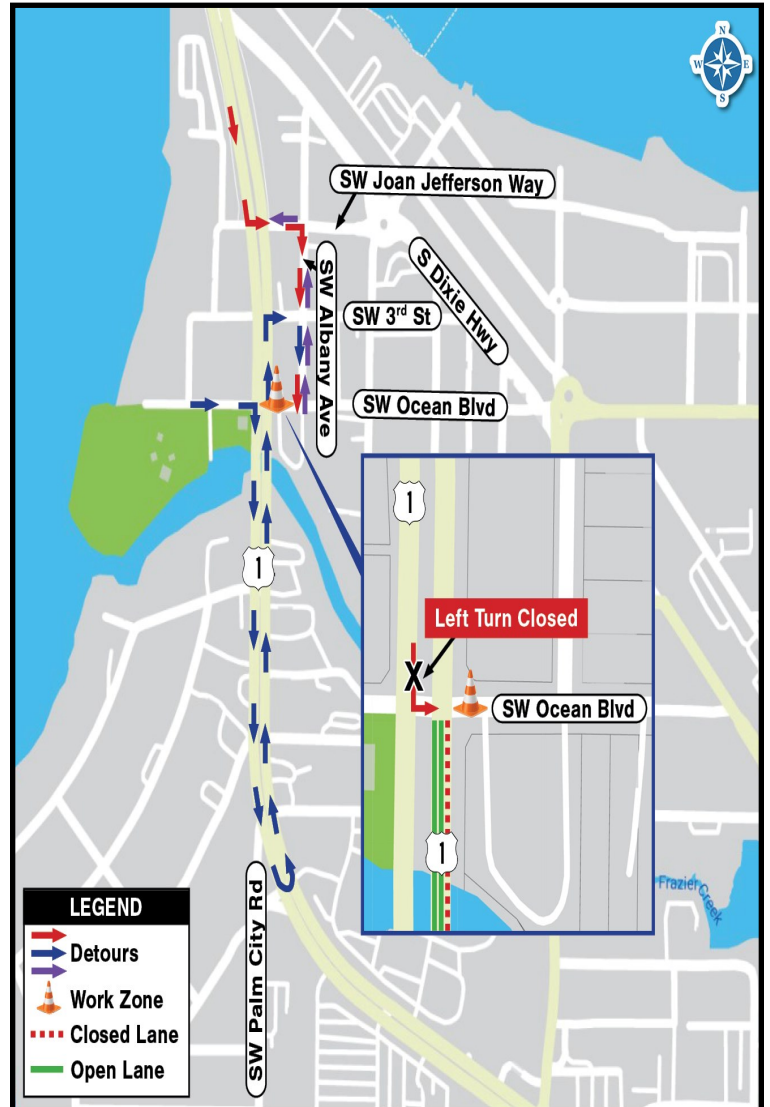 N
W E
S
SW Joan Jefferson Way
S Dixie Hwy
SW Albany Ave
SW 3rd St
SW Ocean Blvd
1
1
Left Turn Closed
X
SW Ocean Blvd
1
SW Palm City Rd
Frazier Creek
LEGEND
Detours
Work Zone
Closed Lane
Open Lane